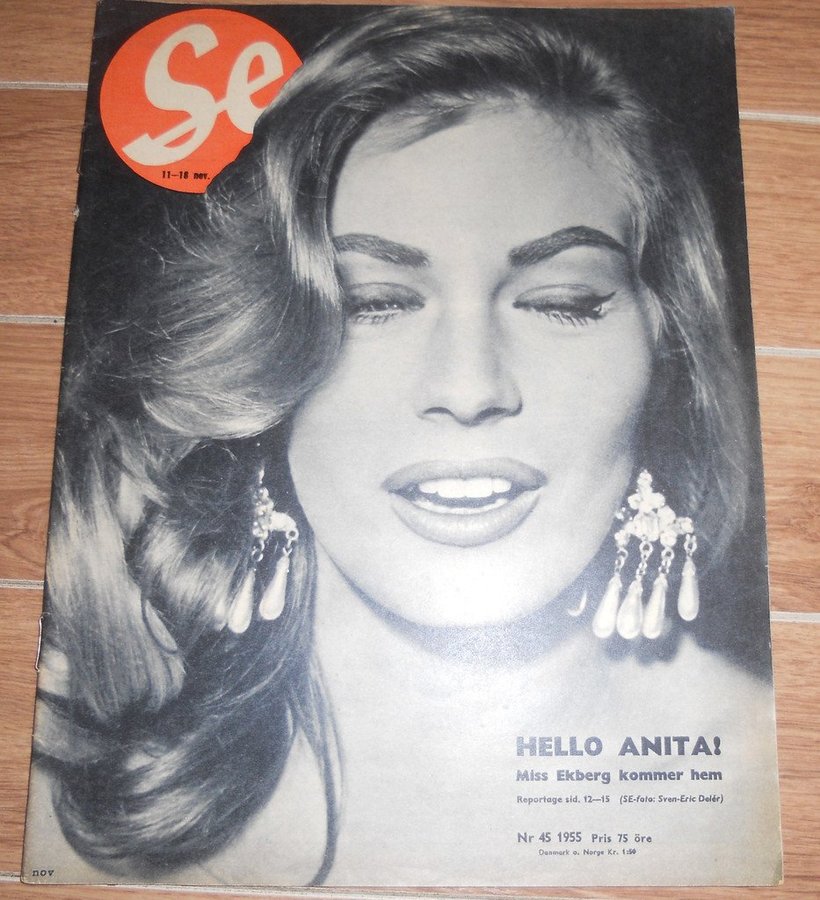 Se
11—18 nov.
HELLO ANITA!
Miss Ekberg kommer hem
Reportage sid. 12—15 (SE-foto: Sven-Eric Delér)
Nr 45 1955 Pris 75 öre
Danmark o. Norge Kr. 1:50
nov